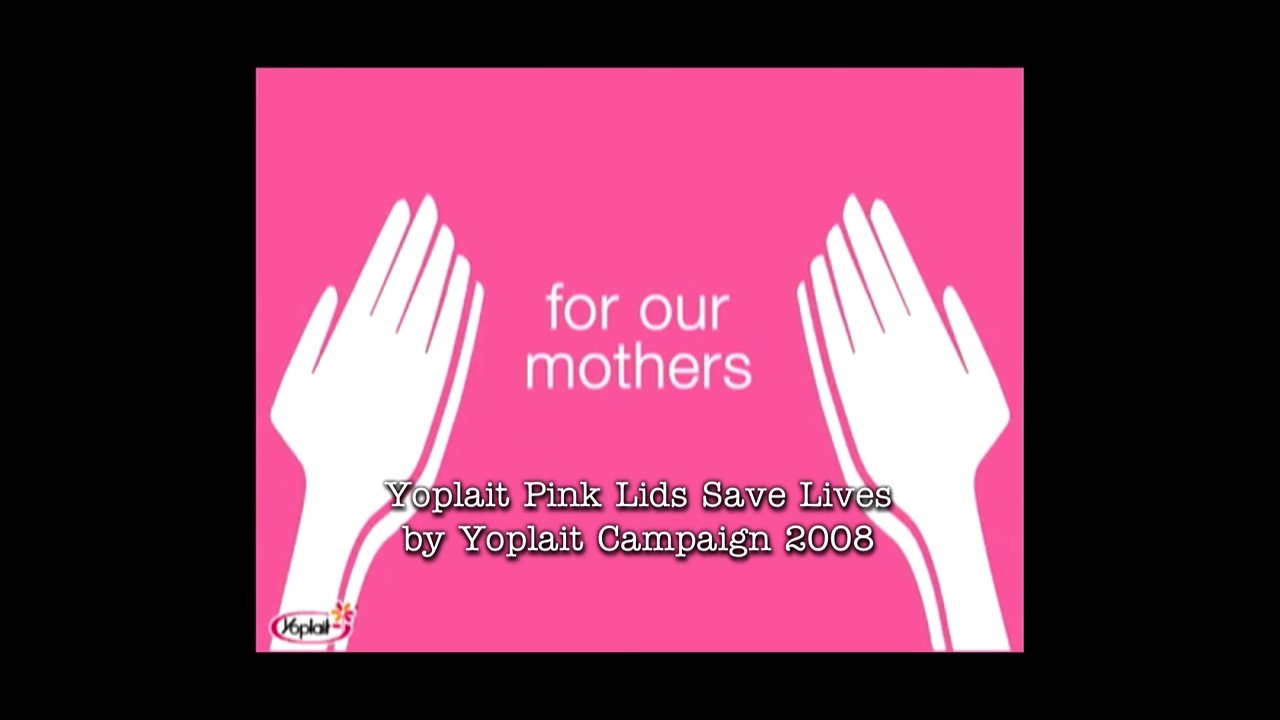 for our
mothers
Yoplait Pink Lids Save Lives
by Yoplait Campaign 2008
Yoplait